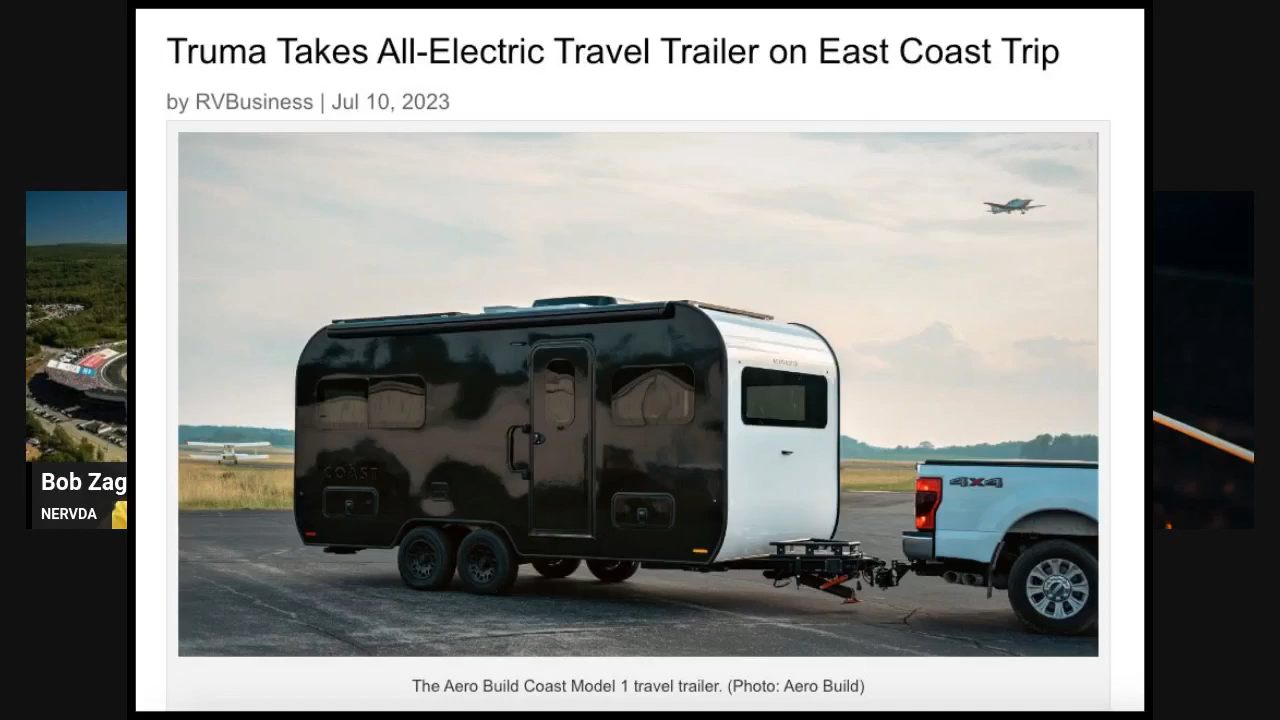 Truma Takes All-Electric Travel Trailer on East Coast Trip
by RVBusiness | Jul 10, 2023
COAST
4x4
The Aero Build Coast Model 1 travel trailer. (Photo: Aero Build)
Bob Zag
NERVDA